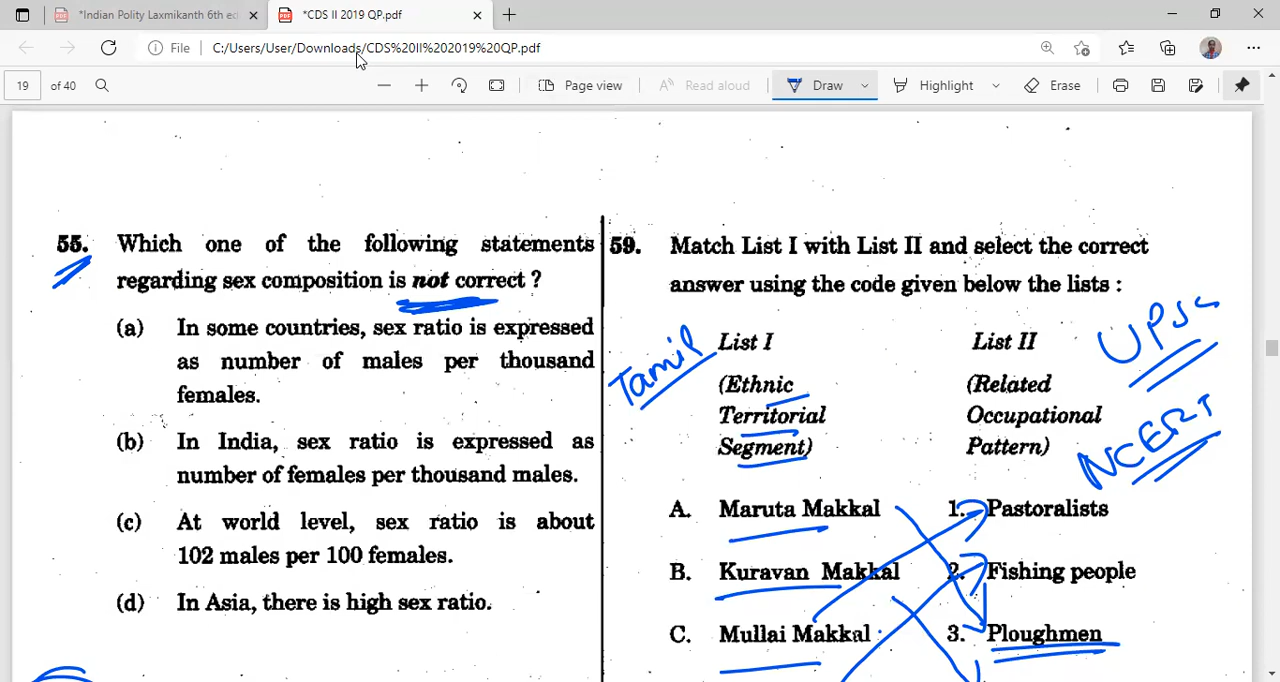 *Indian Polity Laxmikanth 6th ed
*CDS II 2019 QP.pdf
File
C:/Users/User/Downloads/CDS%20II%202019%20QP.pdf
19 of 40
Page view
Read aloud
Draw
Highlight
Erase
55. Which one of the following statements
regarding sex composition is not correct ?
(a) In some countries, sex ratio is expressed
as number of males per thousand
females.
(b) In India, sex ratio is expressed as
number of females per thousand males.
(c) At world level, sex ratio is about
102 males per 100 females.
(d) In Asia, there is high sex ratio.
59. Match List I with List II and select the correct
answer using the code given below the lists :
Tamil
UPSC
NCERT
List I List II
(Ethnic (Related
Territorial Occupational
Segment) Pattern)
A. Maruta Makkal 1. Pastoralists
B. Kuravan Makkal 2. Fishing people
C. Mullai Makkal 3. Ploughmen